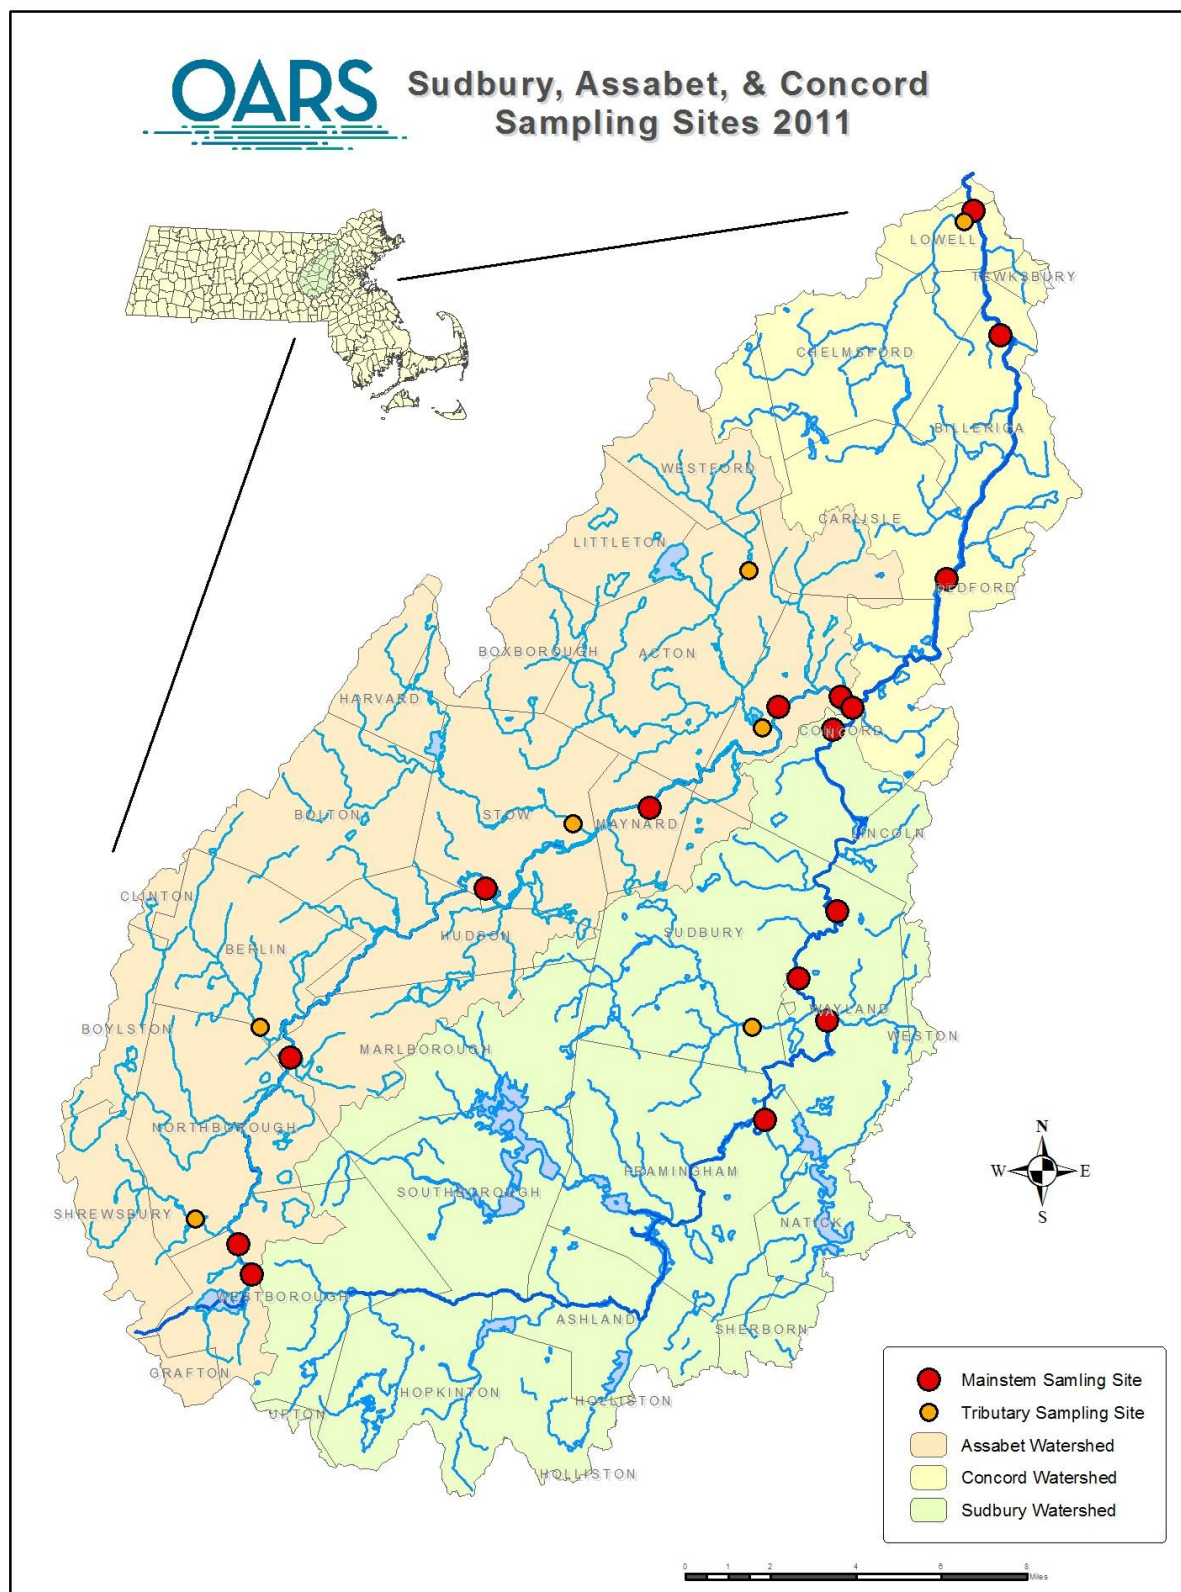 OARS
Sudbury, Assabet, & Concord
Sampling Sites 2011
LOWELL
TEWKSBURY
CHELMSFORD
BILLERICA
WESTFORD
CARLISLE
LITTLETON
BEDFORD
BOXBOROUGH
ACTON
HARVARD
CONCORD
BOLTON
STOW
MAYNARD
LINCOLN
CLINTON
SUDBURY
HUDSON
BERLIN
WAYLAND
BOYLSTON
WESTON
MARLBOROUGH
NORTHBOROUGH
FRAMINGHAM
SOUTHBOROUGH
SHREWSBURY
NATICK
WESTBOROUGH
ASHLAND
SHERBORN
GRAFTON
HOPKINTON
HOLLISTON
UPTON
HOLLISTON
N
W E
S
Mainstem Samling Site
Tributary Sampling Site
Assabet Watershed
Concord Watershed
Sudbury Watershed
0 1 2 4 6 8
Miles